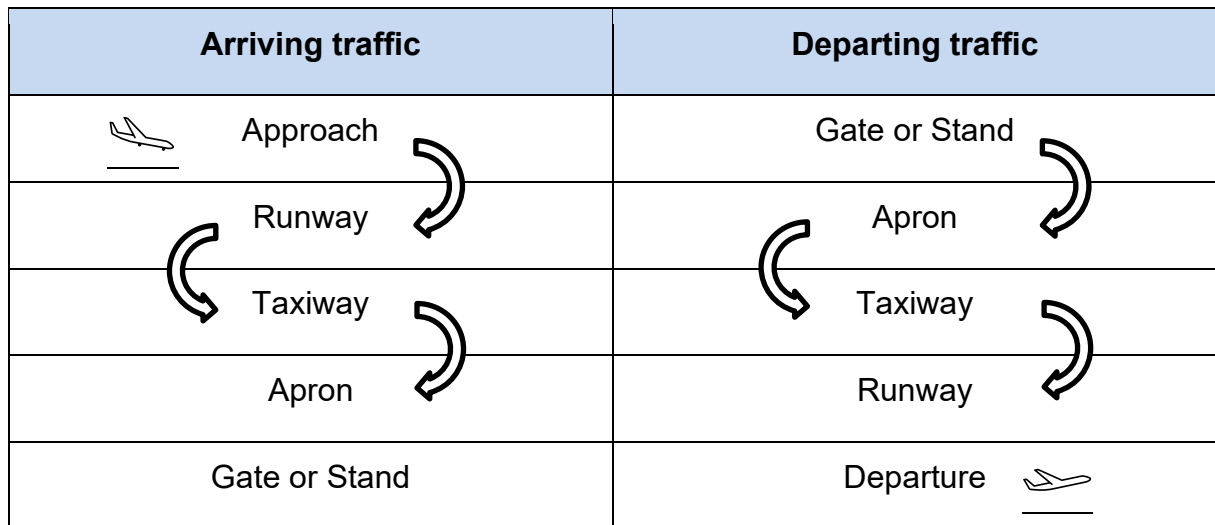 Arriving traffic Departing traffic
Approach Gate or Stand
Runway Apron
Taxiway Taxiway
Apron Runway
Gate or Stand Departure